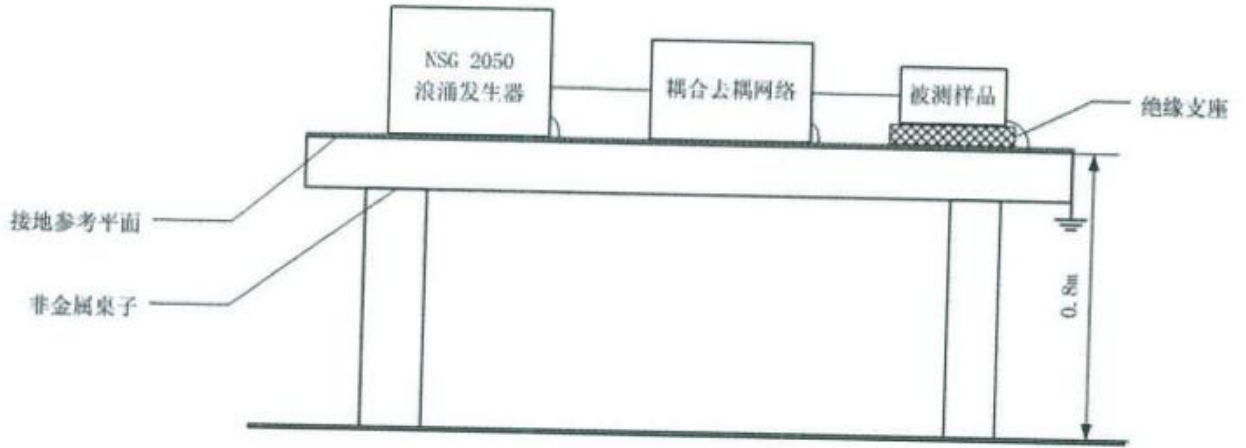 NSG 2050
浪涌发生器
耦合去耦网络
被测样品
绝缘支座
接地参考平面
非金属桌子
0.8m